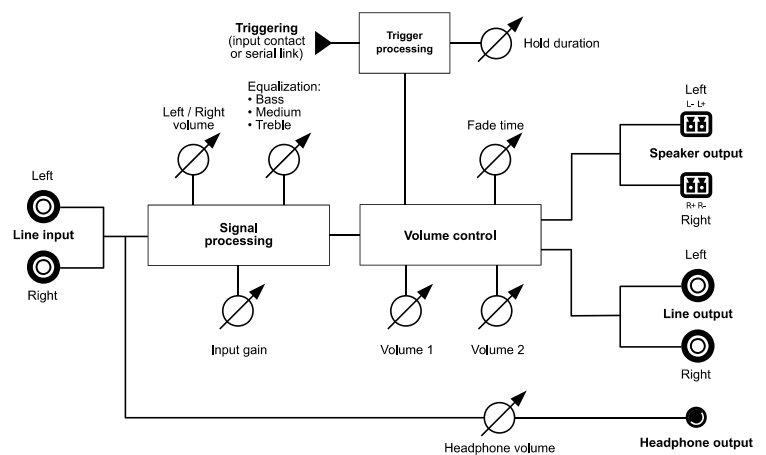 Triggering
(input contact
or serial link)
Trigger
processing
Hold duration
Equalization:
• Bass
• Medium
• Treble
Left / Right
volume
Fade time
Left
L- L+
Speaker output
R+ R-
Right
Left
Line input
Right
Signal
processing
Volume control
Input gain
Volume 1
Volume 2
Left
Line output
Right
Headphone volume
Headphone output